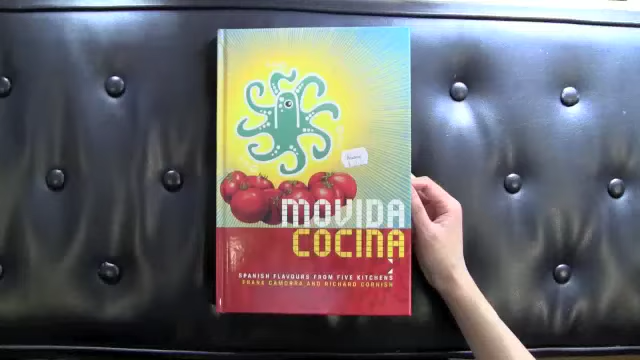 MOVIDA
COCINA
SPANISH FLAVOURS FROM FIVE KITCHENS
FRANK CAMORRA AND RICHARD CORNISH